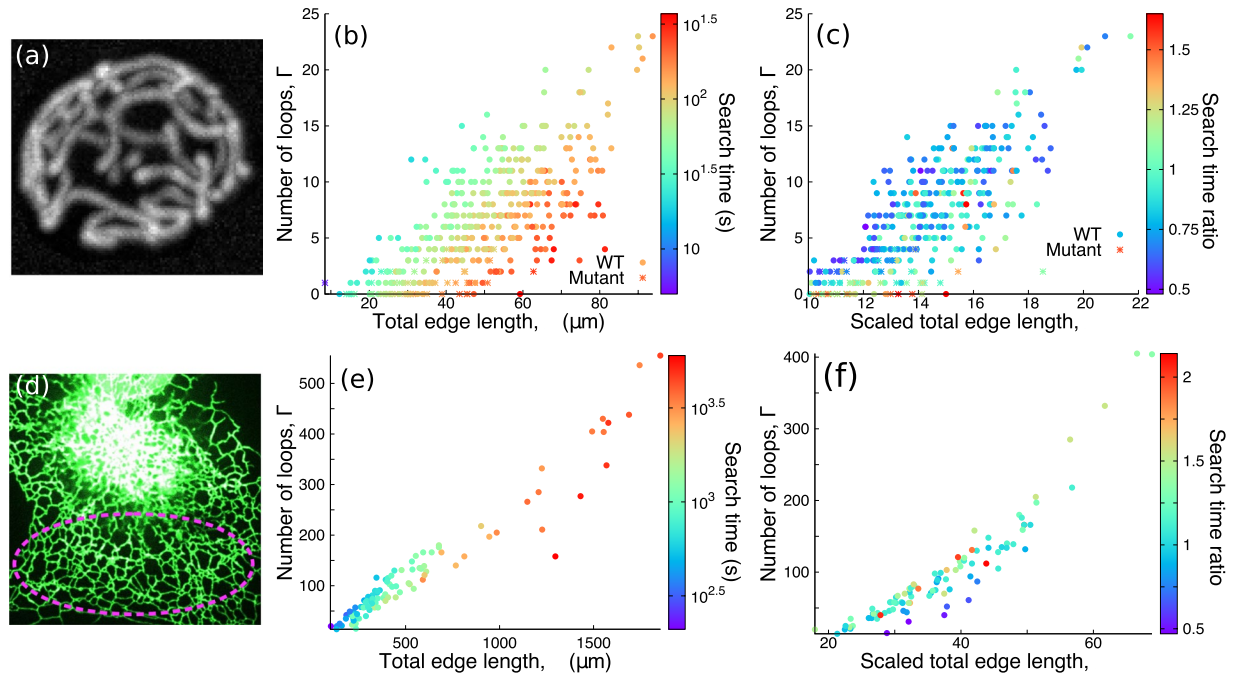 (a)
(b)
25
20
15
10
5
0
Number of loops, Γ
20
40
60
80
Total edge length, (μm)
WT
Mutant
10^1.5
10^2
10^1.5
10
Search time (s)
(c)
25
20
15
10
5
0
Number of loops, Γ
10
12
14
16
18
20
22
Scaled total edge length,
WT
Mutant
1.5
1.25
1
0.75
0.5
Search time ratio
(d)
(e)
500
400
300
200
100
Number of loops, Γ
500
1000
1500
Total edge length, (μm)
10^3.5
10^3
10^2.5
Search time (s)
(f)
400
300
200
100
Number of loops, Γ
20
40
60
Scaled total edge length,
2
1.5
1
0.5
Search time ratio